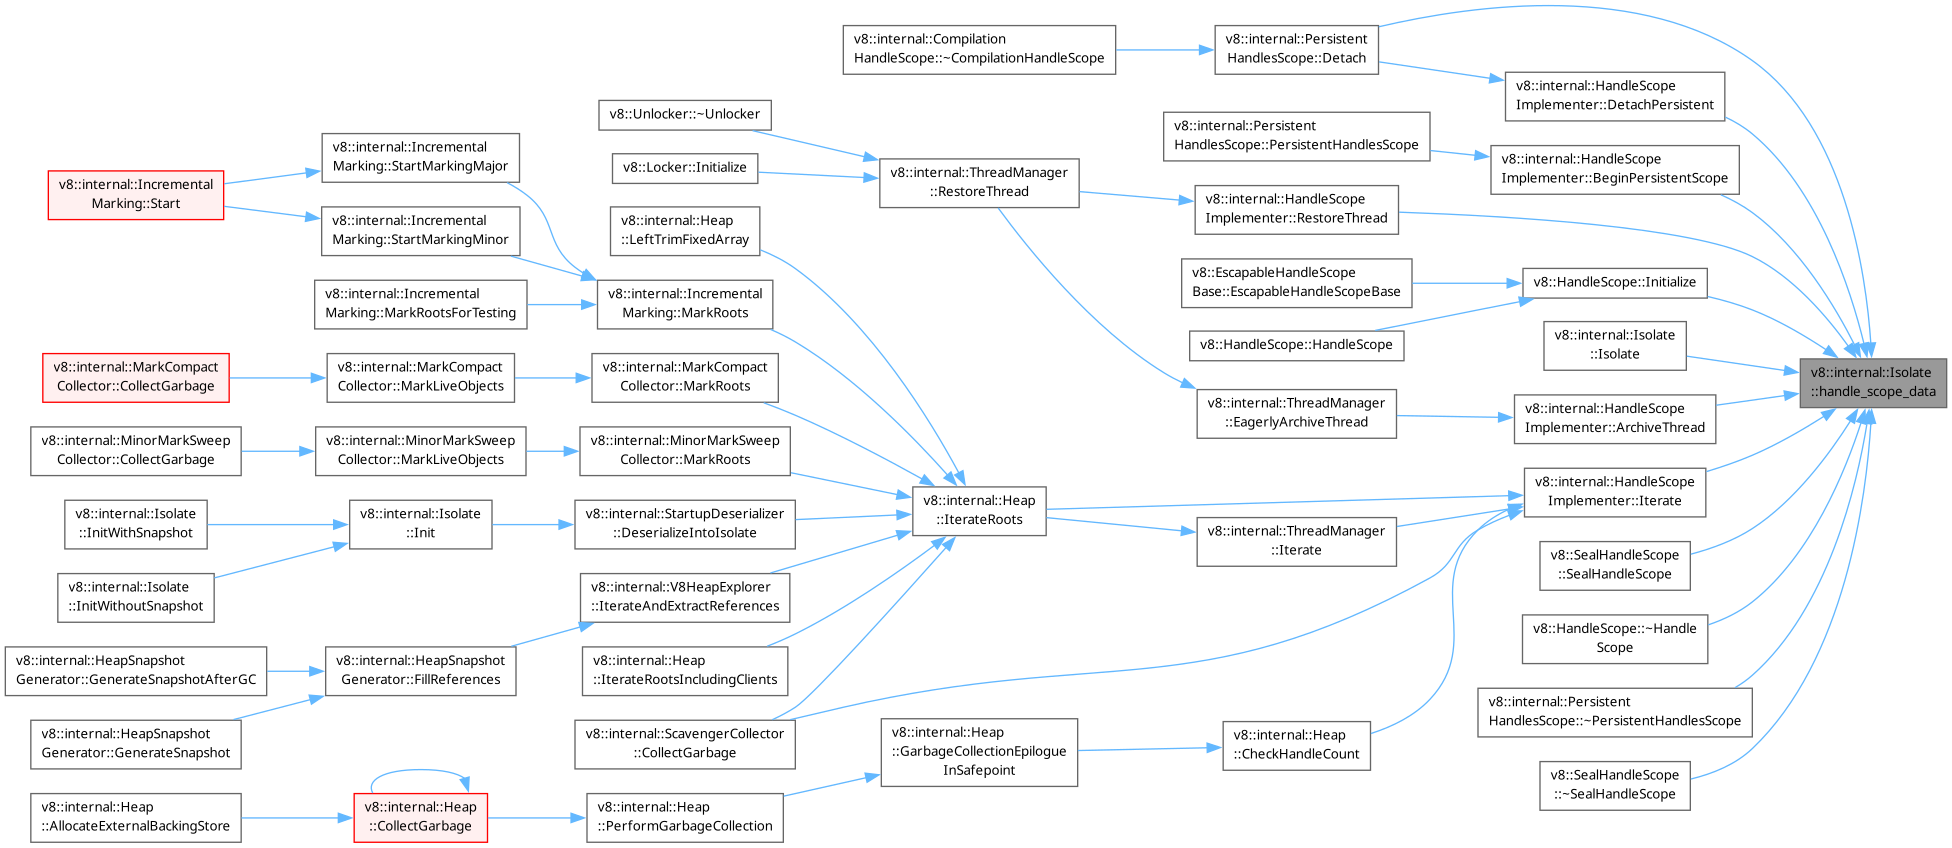 v8::internal::Compilation
HandleScope::~CompilationHandleScope
v8::internal::Persistent
HandlesScope::Detach
v8::internal::HandleScope
Implementer::DetachPersistent
v8::Unlocker::~Unlocker
v8::internal::Persistent
HandlesScope::PersistentHandlesScope
v8::internal::HandleScope
Implementer::BeginPersistentScope
v8::internal::Incremental
Marking::StartMarkingMajor
v8::Locker::Initialize
v8::internal::ThreadManager
::RestoreThread
v8::internal::Incremental
Marking::Start
v8::internal::HandleScope
Implementer::RestoreThread
v8::internal::Incremental
Marking::StartMarkingMinor
v8::internal::Heap
::LeftTrimFixedArray
v8::EscapableHandleScope
Base::EscapableHandleScopeBase
v8::HandleScope::Initialize
v8::internal::Incremental
Marking::MarkRootsForTesting
v8::internal::Incremental
Marking::MarkRoots
v8::HandleScope::HandleScope
v8::internal::Isolate
::Isolate
v8::internal::MarkCompact
Collector::CollectGarbage
v8::internal::MarkCompact
Collector::MarkLiveObjects
v8::internal::MarkCompact
Collector::MarkRoots
v8::internal::Isolate
::handle_scope_data
v8::internal::ThreadManager
::EagerlyArchiveThread
v8::internal::HandleScope
Implementer::ArchiveThread
v8::internal::MinorMarkSweep
Collector::CollectGarbage
v8::internal::MinorMarkSweep
Collector::MarkLiveObjects
v8::internal::MinorMarkSweep
Collector::MarkRoots
v8::internal::HandleScope
Implementer::Iterate
v8::internal::Heap
::IterateRoots
v8::internal::Isolate
::InitWithSnapshot
v8::internal::Isolate
::Init
v8::internal::StartupDeserializer
::DeserializeIntoIsolate
v8::internal::ThreadManager
::Iterate
v8::SealHandleScope
::SealHandleScope
v8::internal::Isolate
::InitWithoutSnapshot
v8::internal::V8HeapExplorer
::IterateAndExtractReferences
v8::HandleScope::~Handle
Scope
v8::internal::HeapSnapshot
Generator::GenerateSnapshotAfterGC
v8::internal::HeapSnapshot
Generator::FillReferences
v8::internal::Heap
::IterateRootsIncludingClients
v8::internal::Persistent
HandlesScope::~PersistentHandlesScope
v8::internal::HeapSnapshot
Generator::GenerateSnapshot
v8::internal::ScavengerCollector
::CollectGarbage
v8::internal::Heap
::GarbageCollectionEpilogue
InSafepoint
v8::internal::Heap
::CheckHandleCount
v8::SealHandleScope
::~SealHandleScope
v8::internal::Heap
::AllocateExternalBackingStore
v8::internal::Heap
::CollectGarbage
v8::internal::Heap
::PerformGarbageCollection